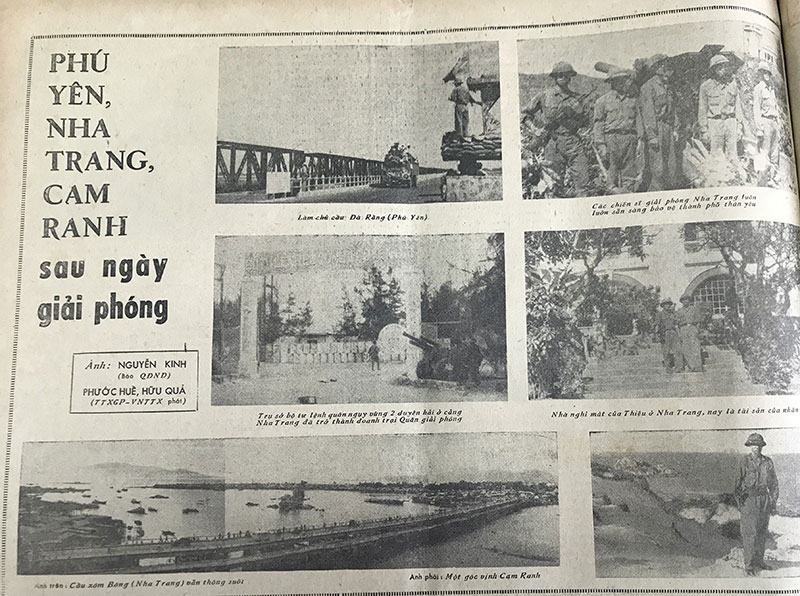 PHÚ
YÊN,
NHA
TRANG,
CAM
RANH
sau ngày
giải phóng
Ảnh: NGUYỄN KINH
(Báo QĐND)
PHƯỚC HUỀ, HỮU QUẢ
(TTXGP-VNTTX phát)
Làm chủ cầu Đà Rằng (Phú Yên)
Các chiến sĩ giải phóng Nha Trang luôn
luôn sẵn sàng bảo vệ thành phố thân yêu
Trụ sở bộ tư lệnh quân ngụy vùng 2 duyên hải ở cảng
Nha Trang đã trở thành doanh trại Quân giải phóng
Nhà nghỉ mát của Thiệu ở Nha Trang, nay là tài sản của nhân
Ảnh trên: Cầu xóm Bóng (Nha Trang) vẫn thông suốt
Ảnh phải: Một góc vịnh Cam Ranh